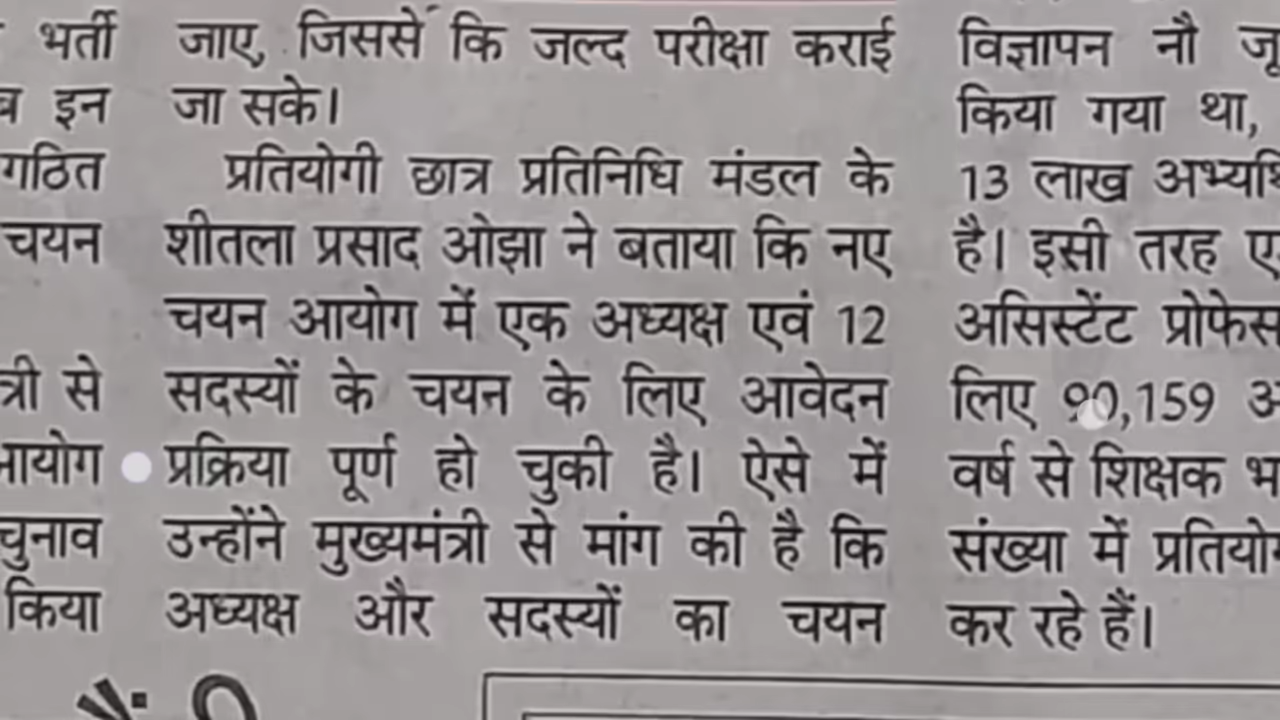 भर्ती
इन
गठित
चयन
से
चुनाव
किया
जाए, जिससे कि जल्द परीक्षा कराई
जा सके।
प्रतियोगी छात्र प्रतिनिधि मंडल के
शीतला प्रसाद ओझा ने बताया कि नए
चयन आयोग में एक अध्यक्ष एवं 12
सदस्यों के चयन के लिए आवेदन
प्रक्रिया पूर्ण हो चुकी है। ऐसे में
उन्होंने मुख्यमंत्री से मांग की है कि
अध्यक्ष और सदस्यों का चयन
विज्ञापन नौ
किया गया था,
13 लाख
है। इसी तरह
असिस्टेंट
लिए 90,159
वर्ष से शिक्षक
संख्या में
कर रहे हैं।